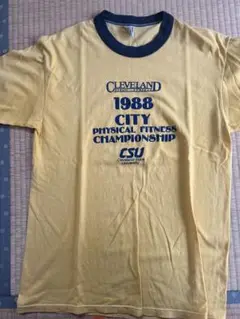 CLEVELAND
1988
CITY
PHYSICAL FITNESS
CHAMPIONSHIP
CSU